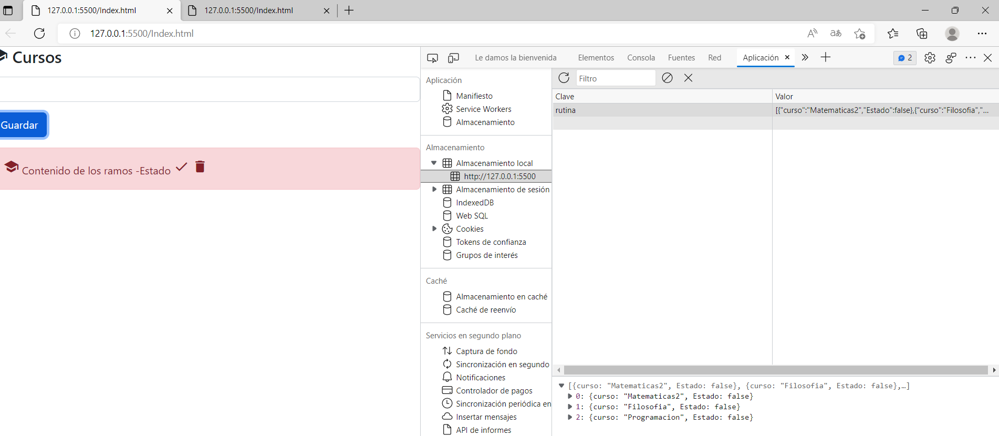 127.0.0.1:5500/Index.html
127.0.0.1:5500/Index.html
127.0.0.1:5500/Index.html
Cursos
Guardar
Contenido de los ramos -Estado
Le damos la bienvenida
Elementos
Consola
Fuentes
Red
Aplicación
2
Aplicación
Manifiesto
Service Workers
Almacenamiento
Almacenamiento
Almacenamiento local
http://127.0.0.1:5500
Almacenamiento de sesión
IndexedDB
Web SQL
Cookies
Tokens de confianza
Grupos de interés
Caché
Almacenamiento en caché
Caché de reenvío
Servicios en segundo plano
Captura de fondo
Sincronización en segundo
Notificaciones
Controlador de pagos
Sincronización periódica en
Insertar mensajes
API de informes
Filtro
Clave Valor
rutina [{"curso":"Matematicas2","Estado":false},{"curso":"Filosofia","...
[{curso: "Matematicas2", Estado: false}, {curso: "Filosofia", Estado: false},…]
0: {curso: "Matematicas2", Estado: false}
1: {curso: "Filosofia", Estado: false}
2: {curso: "Programacion", Estado: false}